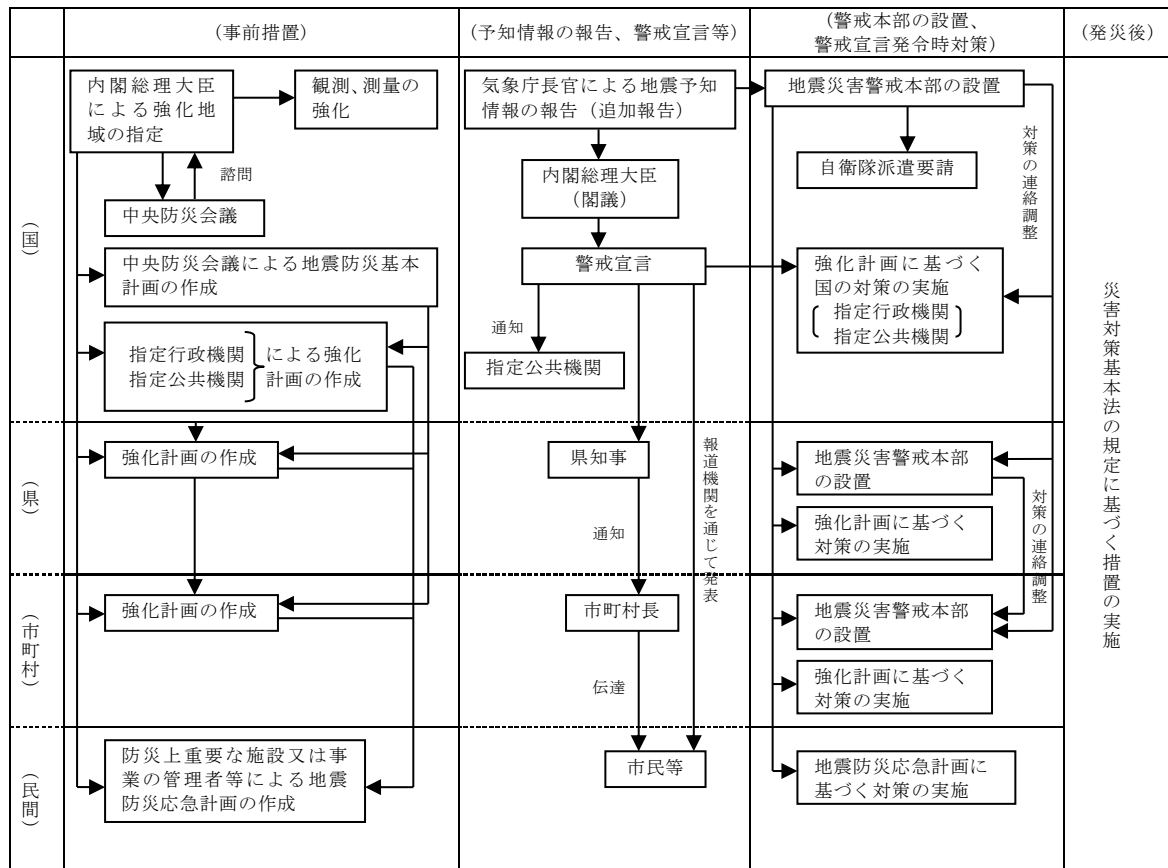 (事前措置)
(予知情報の報告、警戒宣言等)
(警戒本部の設置、
警戒宣言発令時対策)
(発災後)
(国)
内閣総理大臣
による強化地
域の指定
観測、測量の
強化
諮問
中央防災会議
中央防災会議による地震防災基本
計画の作成
指定行政機関
指定公共機関
による強化
計画の作成
気象庁長官による地震予知
情報の報告（追加報告）
内閣総理大臣
（閣議）
警戒宣言
通知
指定公共機関
地震災害警戒本部の設置
自衛隊派遣要請
対策の連絡調整
強化計画に基づく
国の対策の実施
指定行政機関
指定公共機関
災害対策基本法の規定に基づく措置の実施
(県)
強化計画の作成
県知事
通知
報道機関を通じて発表
地震災害警戒本部
の設置
強化計画に基づく
対策の実施
対策の連絡調整
(市町村)
強化計画の作成
市町村長
伝達
地震災害警戒本部
の設置
強化計画に基づく
対策の実施
(民間)
防災上重要な施設又は事
業の管理者等による地震
防災応急計画の作成
市民等
地震防災応急計画に
基づく対策の実施